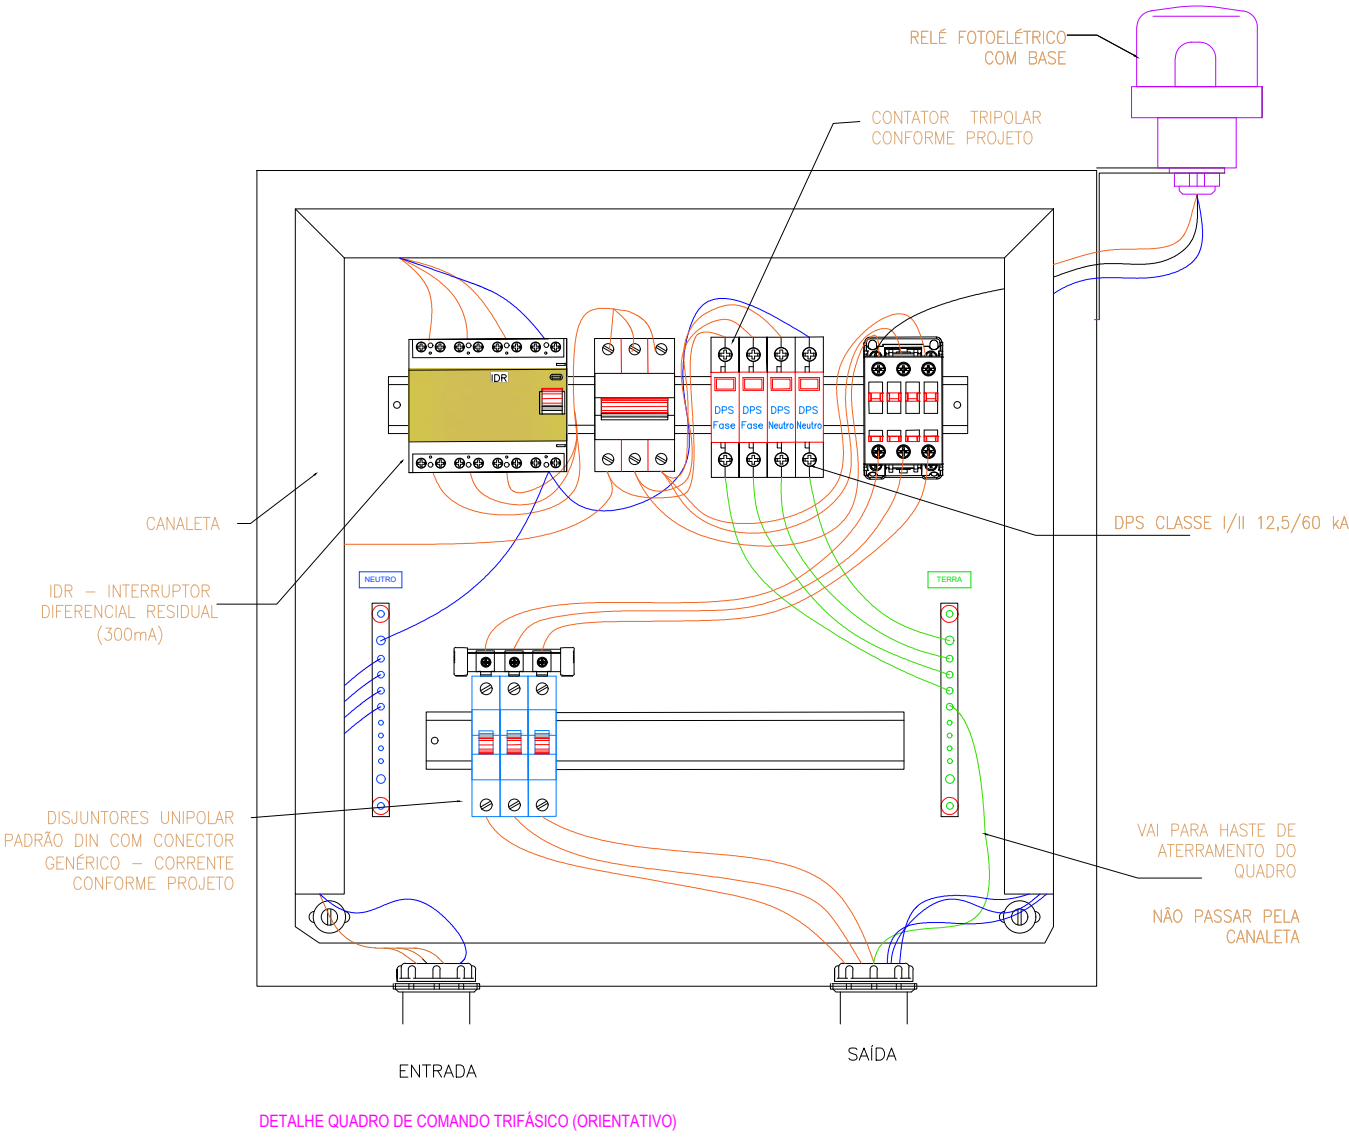 RELÉ FOTOELÉTRICO
COM BASE
CONTATOR TRIPOLAR
CONFORME PROJETO
IDR
DPS
Fase
DPS
Fase
DPS
Neutro
DPS
Neutro
CANALETA
DPS CLASSE I/II 12,5/60 kA
IDR – INTERRUPTOR
DIFERENCIAL RESIDUAL
(300mA)
NEUTRO
TERRA
DISJUNTORES UNIPOLAR
PADRÃO DIN COM CONECTOR
GENÉRICO – CORRENTE
CONFORME PROJETO
VAI PARA HASTE DE
ATERRAMENTO DO
QUADRO
NÃO PASSAR PELA
CANALETA
ENTRADA
SAÍDA
DETALHE QUADRO DE COMANDO TRIFÁSICO (ORIENTATIVO)